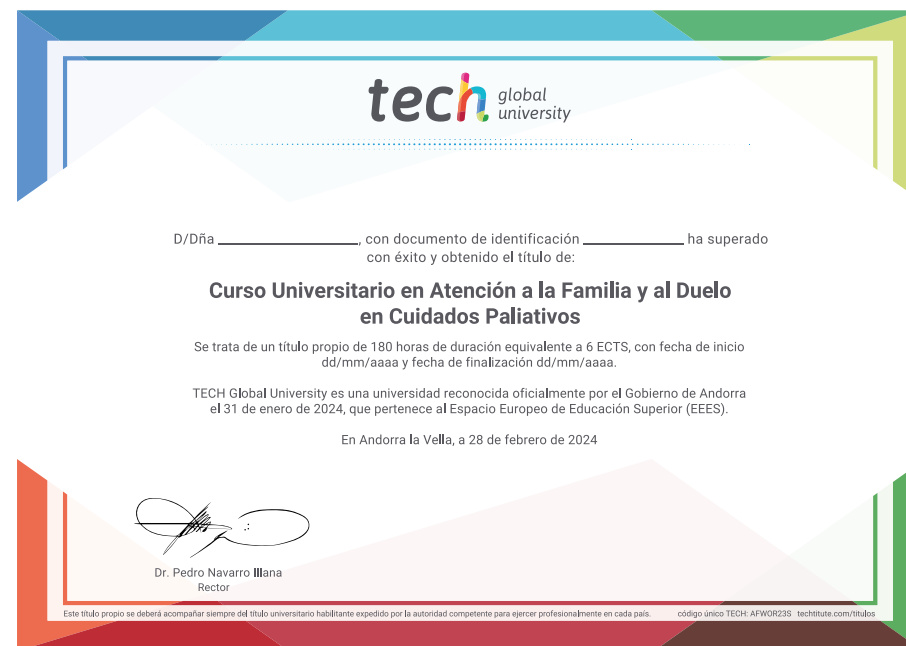 tech global university
D/Dña ____________, con documento de identificación ____________ ha superado
con éxito y obtenido el título de:
Curso Universitario en Atención a la Familia y al Duelo
en Cuidados Paliativos
Se trata de un título propio de 180 horas de duración equivalente a 6 ECTS, con fecha de inicio
dd/mm/aaaa y fecha de finalización dd/mm/aaaa.
TECH Global University es una universidad reconocida oficialmente por el Gobierno de Andorra
el 31 de enero de 2024, que pertenece al Espacio Europeo de Educación Superior (EEES).
En Andorra la Vella, a 28 de febrero de 2024
Dr. Pedro Navarro Illana
Rector
Este título propio se deberá acompañar siempre del título universitario habilitante expedido por la autoridad competente para ejercer profesionalmente en cada país. código único TECH: AFWOR23S techtitute.com/titulos